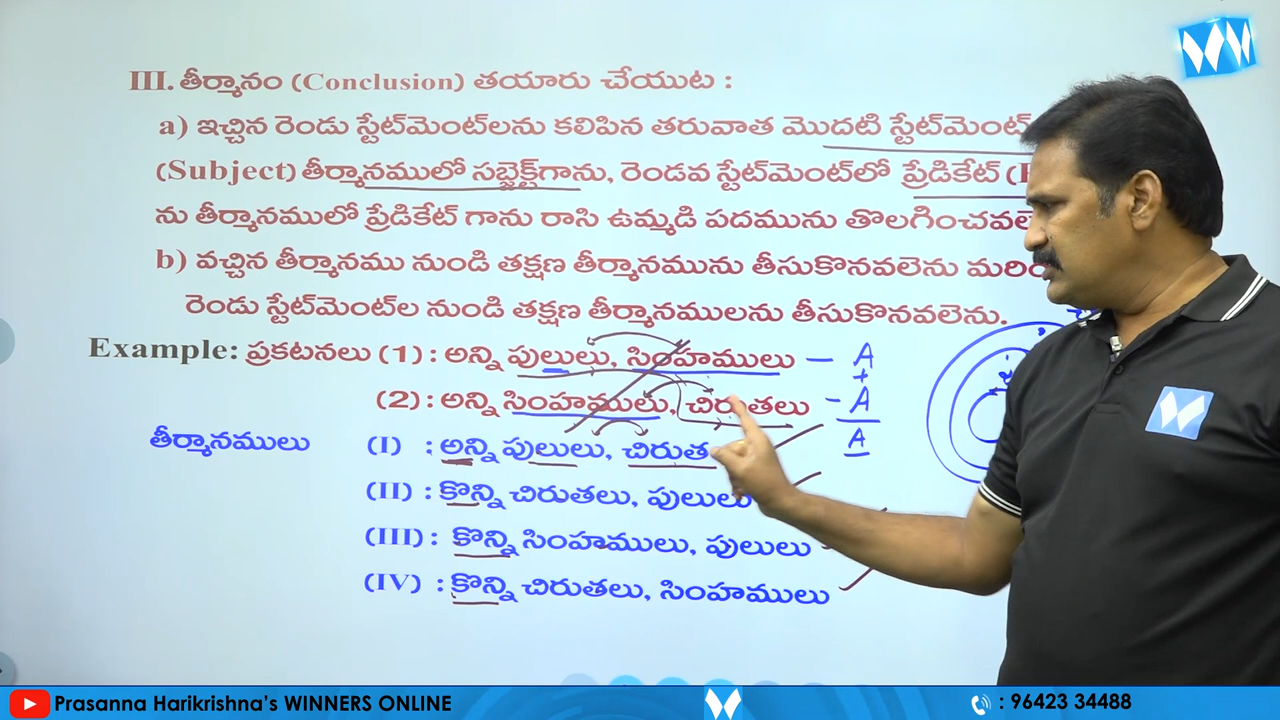 III. తీర్మానం (Conclusion) తయారు చేయుట :
a) ఇచ్చిన రెండు స్టేట్‌మెంట్‌లను కలిపిన తరువాత మొదటి స్టేట్‌మెంట్
(Subject) తీర్మానములో సబ్జెక్ట్‌గాను, రెండవ స్టేట్‌మెంట్‌లో ప్రేడికేట్ (
ను తీర్మానములో ప్రేడికేట్ గాను రాసి ఉమ్మడి పదమును తొలగించవలె
b) వచ్చిన తీర్మానము నుండి తక్షణ తీర్మానమును తీసుకొనవలెను మరి
రెండు స్టేట్‌మెంట్‌ల నుండి తక్షణ తీర్మానములను తీసుకొనవలెను.
Example: ప్రకటనలు (1) : అన్ని పులులు, సింహములు – A
+
(2) : అన్ని సింహములు, చిరుతలు - A
A
తీర్మానములు (I) : అన్ని పులులు, చిరుత
(II) : కొన్ని చిరుతలు, పులులు
(III) : కొన్ని సింహములు, పులులు
(IV) : కొన్ని చిరుతలు, సింహములు
Prasanna Harikrishna's WINNERS ONLINE
: 96423 34488